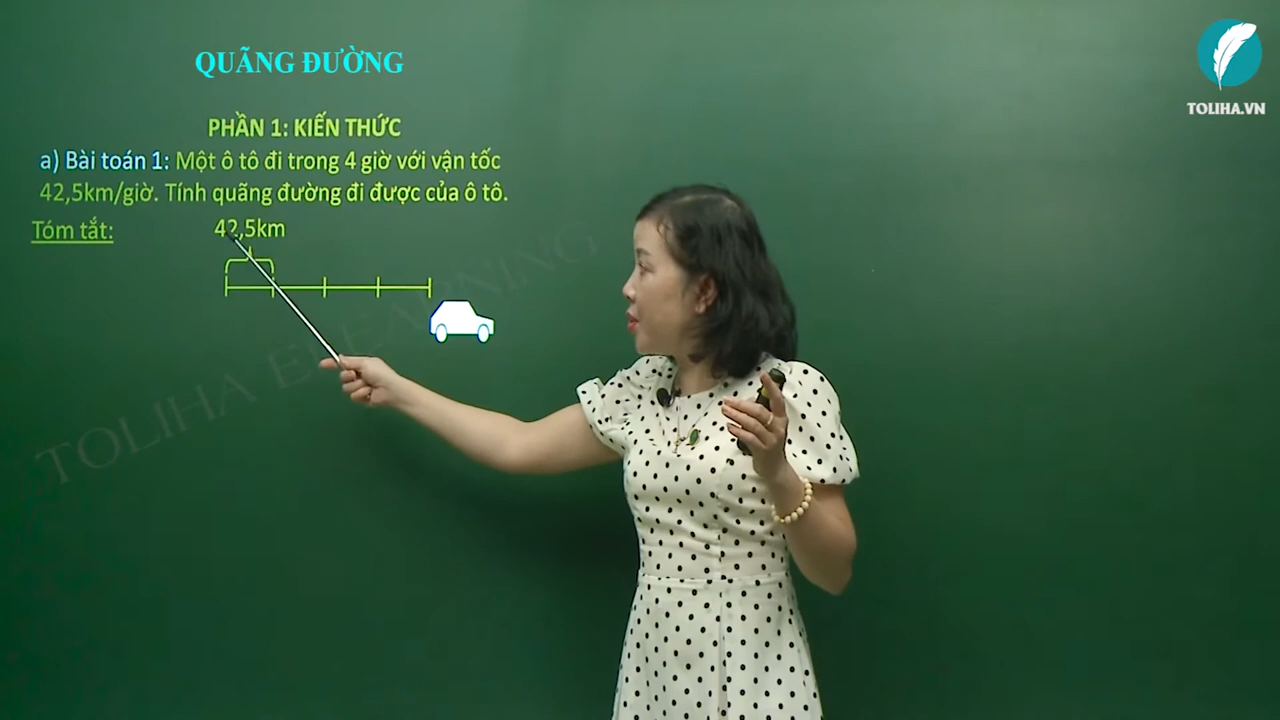 QUÃNG ĐƯỜNG
TOLIHA.VN
PHẦN 1: KIẾN THỨC
a) Bài toán 1: Một ô tô đi trong 4 giờ với vận tốc
42,5km/giờ. Tính quãng đường đi được của ô tô.
Tóm tắt:
42,5km
TOLIHA ELEARNING